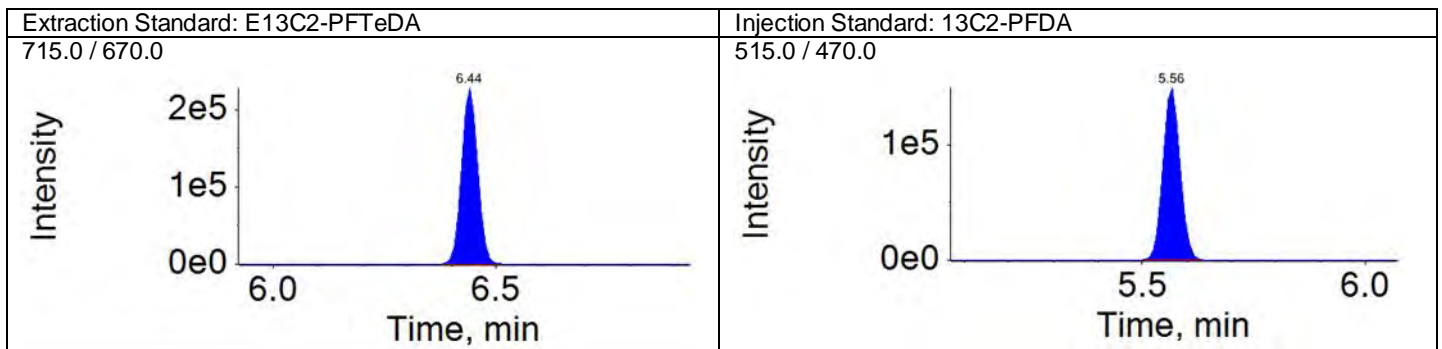 Extraction Standard: E13C2-PFTeDA
715.0 / 670.0
6.44
2e5
1e5
0e0
Intensity
6.0
6.5
Time, min
Injection Standard: 13C2-PFDA
515.0 / 470.0
5.56
1e5
0e0
Intensity
5.5
6.0
Time, min